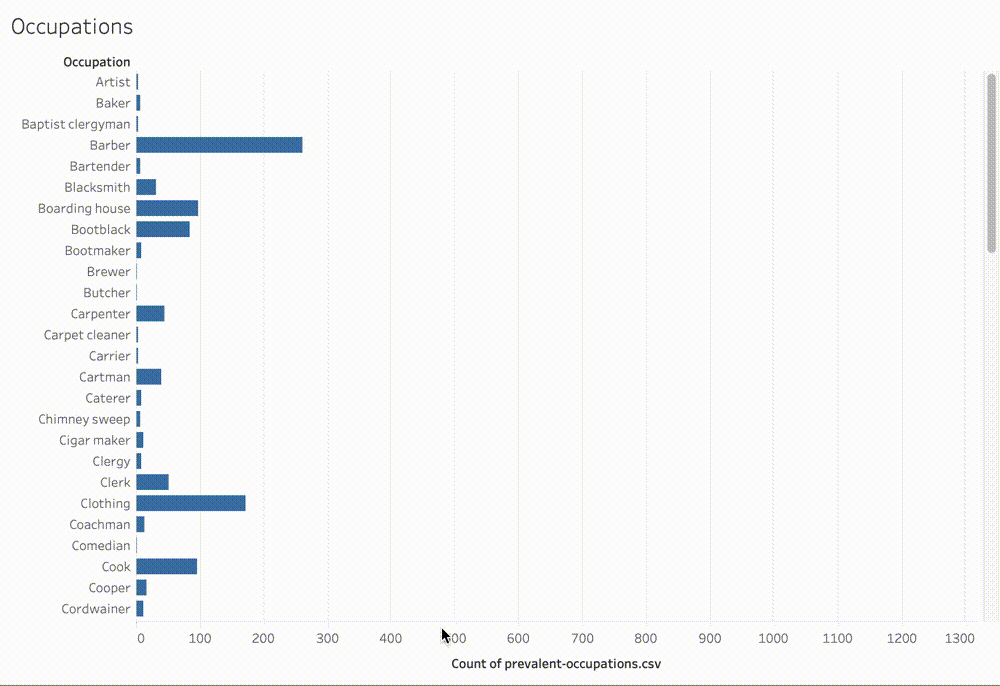 Occupations
Occupation
Artist
Baker
Baptist clergyman
Barber
Bartender
Blacksmith
Boarding house
Bootblack
Bootmaker
Brewer
Butcher
Carpenter
Carpet cleaner
Carrier
Cartman
Caterer
Chimney sweep
Cigar maker
Clergy
Clerk
Clothing
Coachman
Comedian
Cook
Cooper
Cordwainer
0 100 200 300 400 500 600 700 800 900 1000 1100 1200 1300
Count of prevalent-occupations.csv